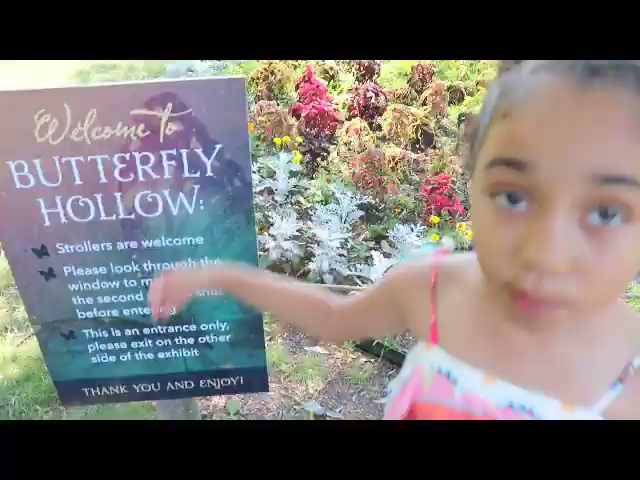 Welcome to
BUTTERFLY
HOLLOW:
Strollers are welcome
Please look through the
window to m
the second
before entering
This is an entrance only,
please exit on the other
side of the exhibit
THANK YOU AND ENJOY!